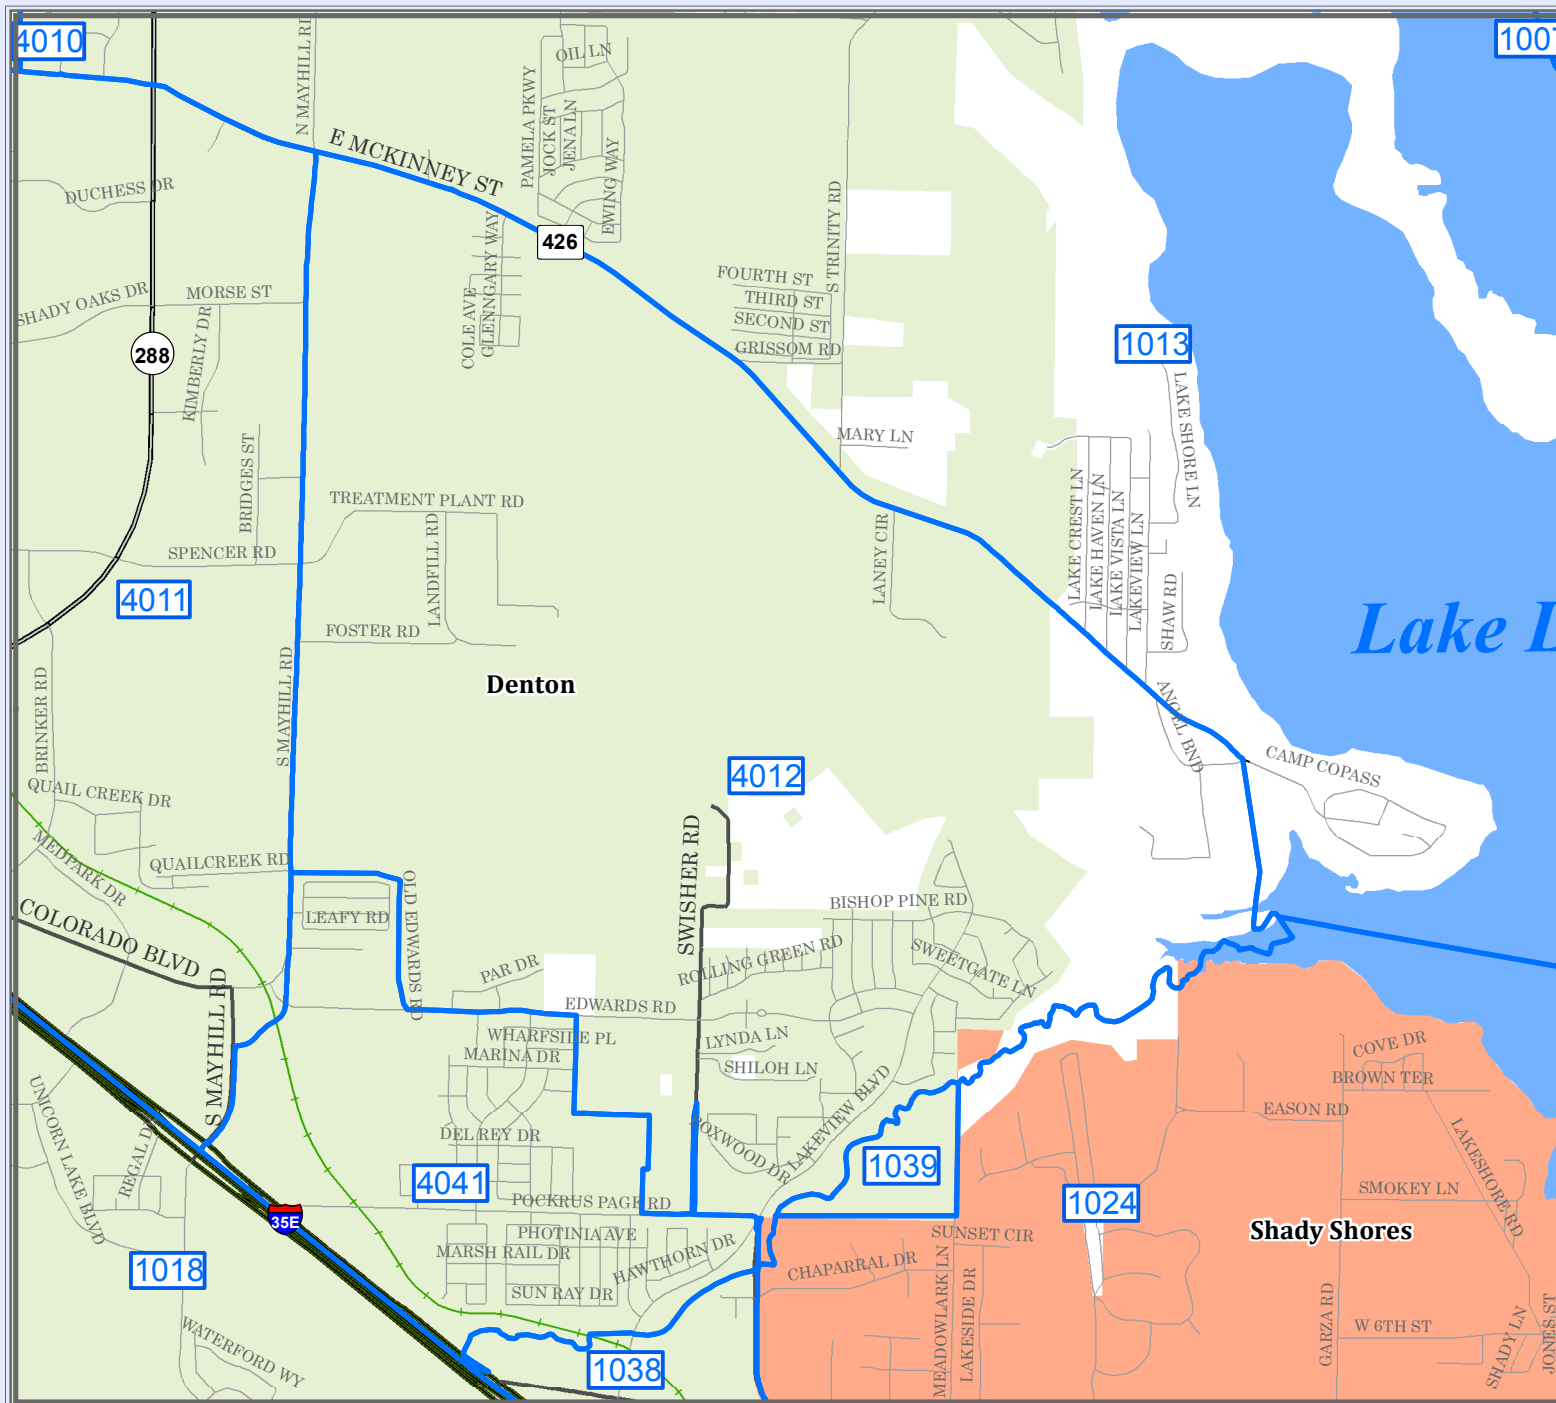 4010
1007
N MAYHILL RD
OIL LN
PAMELA PKWY
JOCK ST
JENALN
EWING WAY
E MCKINNEY ST
DUCHESS DR
426
GLENNGARY WAY
COLE AVE
S TRINITY RD
FOURTH ST
THIRD ST
SECOND ST
GRISSOM RD
SHADY OAKS DR
MORSE ST
KIMBERLY DR
288
1013
LAKE SHORE LN
MARY LN
BRIDGES ST
TREATMENT PLANT RD
LANDFILL RD
SPENCER RD
LANEY CIR
LAKE CREST LN
LAKE HAVEN LN
LAKE VISTA LN
LAKEVIEW LN
SHAW RD
4011
FOSTER RD
Lake L
S MAYHILL RD
Denton
BRINKER RD
ANGEL BND
CAMP COPASS
4012
QUAIL CREEK DR
MEDPARK DR
QUAILCREEK RD
SWISHER RD
OLD EDWARDS RD
LEAFY RD
BISHOP PINE RD
COLORADO BLVD
ROLLING GREEN RD
SWEETGATE LN
PAR DR
S MAYHILL RD
EDWARDS RD
WHARFSIDE PL
MARINA DR
LYNDA LN
SHILOH LN
COVE DR
BROWN TER
UNICORN LAKE BLVD
REGAL DR
DEL REY DR
BOXWOOD DR
LAKEVIEW BLVD
EASON RD
LAKESHORE RD
1039
4041
POCKRUS PAGE RD
1024
SMOKEY LN
35E
PHOTINIA AVE
MARSH RAIL DR
HAWTHORN DR
SUNSET CIR
Shady Shores
1018
CHAPARRAL DR
SUN RAY DR
MEADOWLARK LN
LAKESIDE DR
GARZA RD
W 6TH ST
SHADY LN
JONES ST
WATERFORD WY
1038